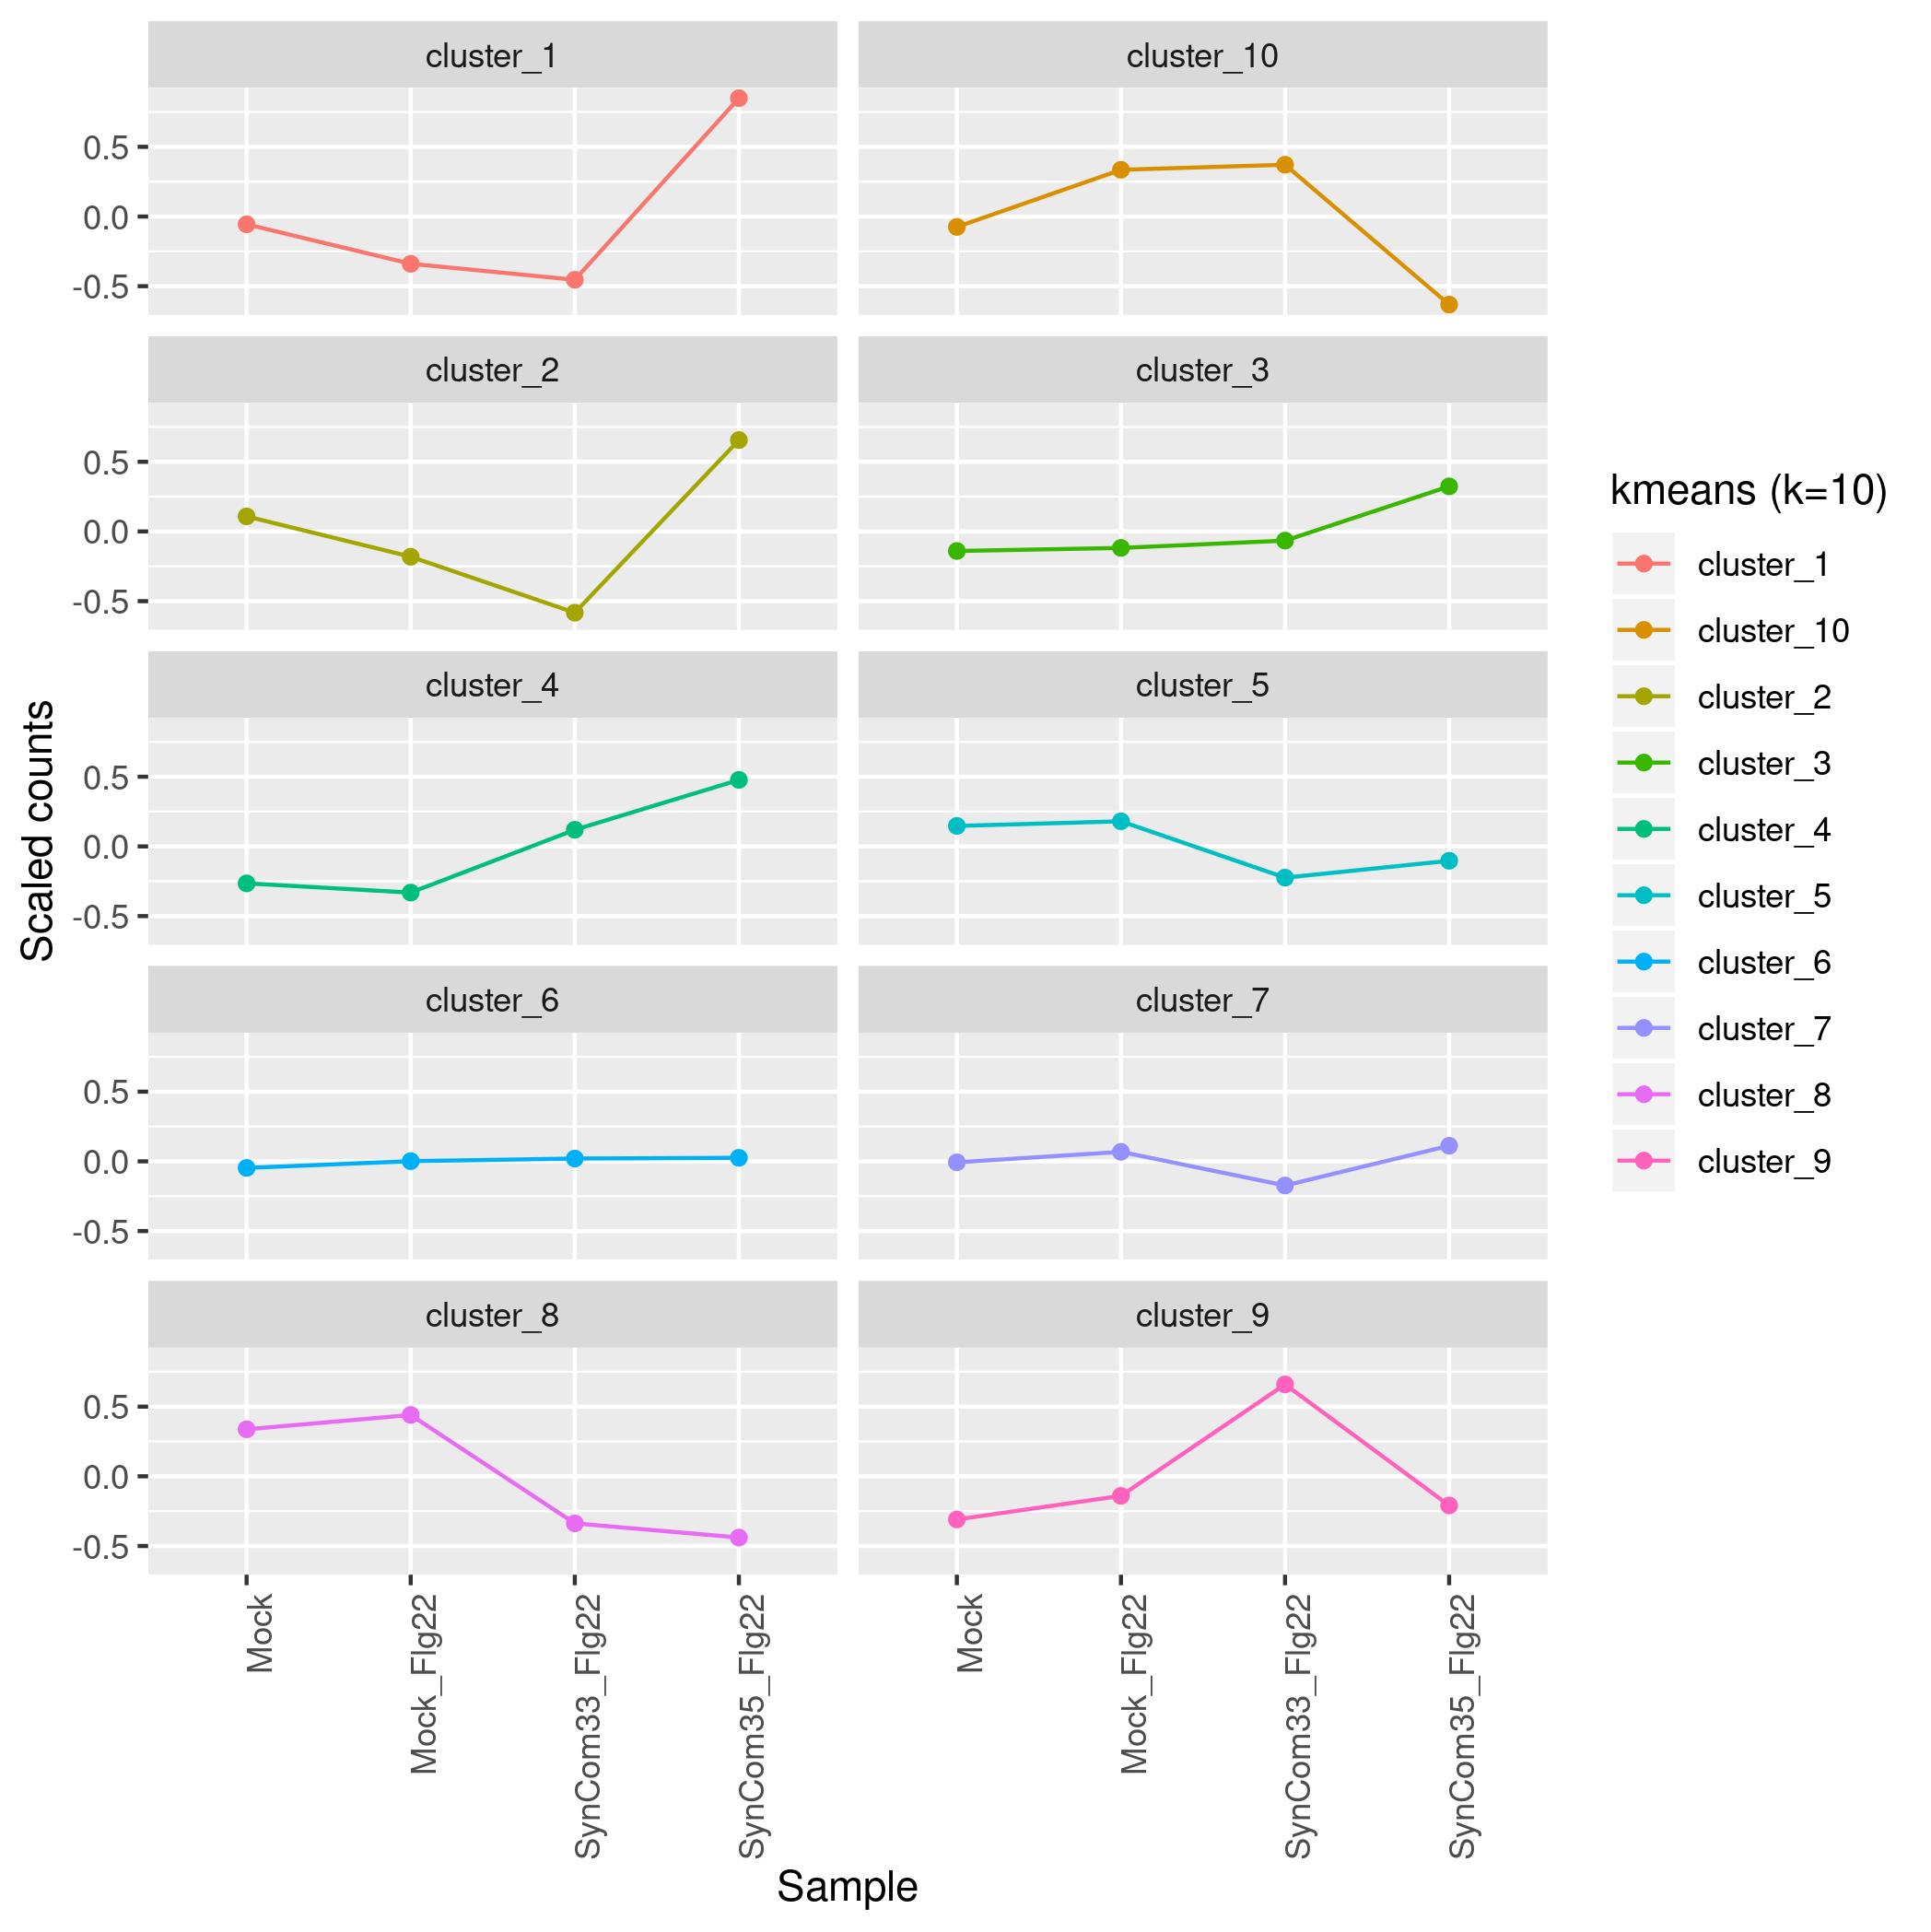 cluster_1
cluster_10
0.5
0.0
-0.5
cluster_2
cluster_3
0.5
0.0
-0.5
cluster_4
cluster_5
0.5
0.0
-0.5
cluster_6
cluster_7
0.5
0.0
-0.5
cluster_8
cluster_9
0.5
0.0
-0.5
Mock
Mock_Flg22
SynCom33_Flg22
SynCom35_Flg22
Mock
Mock_Flg22
SynCom33_Flg22
SynCom35_Flg22
Sample
Scaled counts
kmeans (k=10)
cluster_1
cluster_10
cluster_2
cluster_3
cluster_4
cluster_5
cluster_6
cluster_7
cluster_8
cluster_9